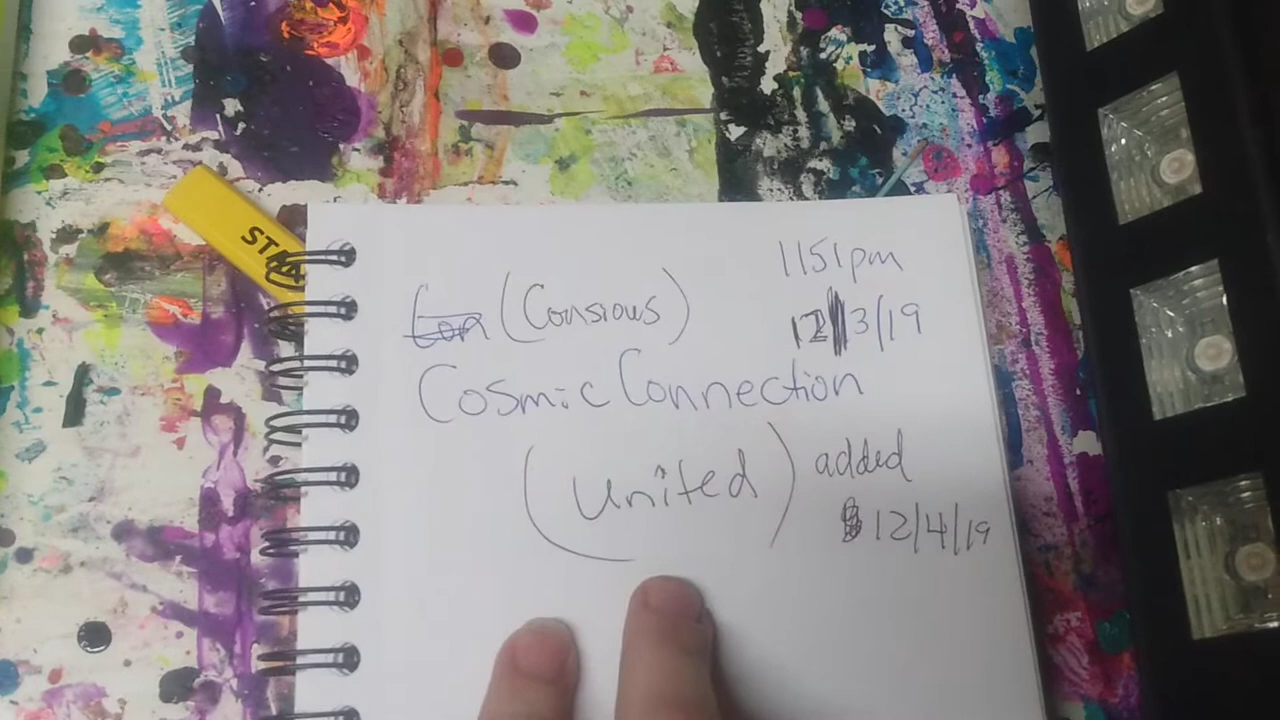 1151pm
(Consious)
12/3/19
Cosmic Connection
(United)
added
12/4/19